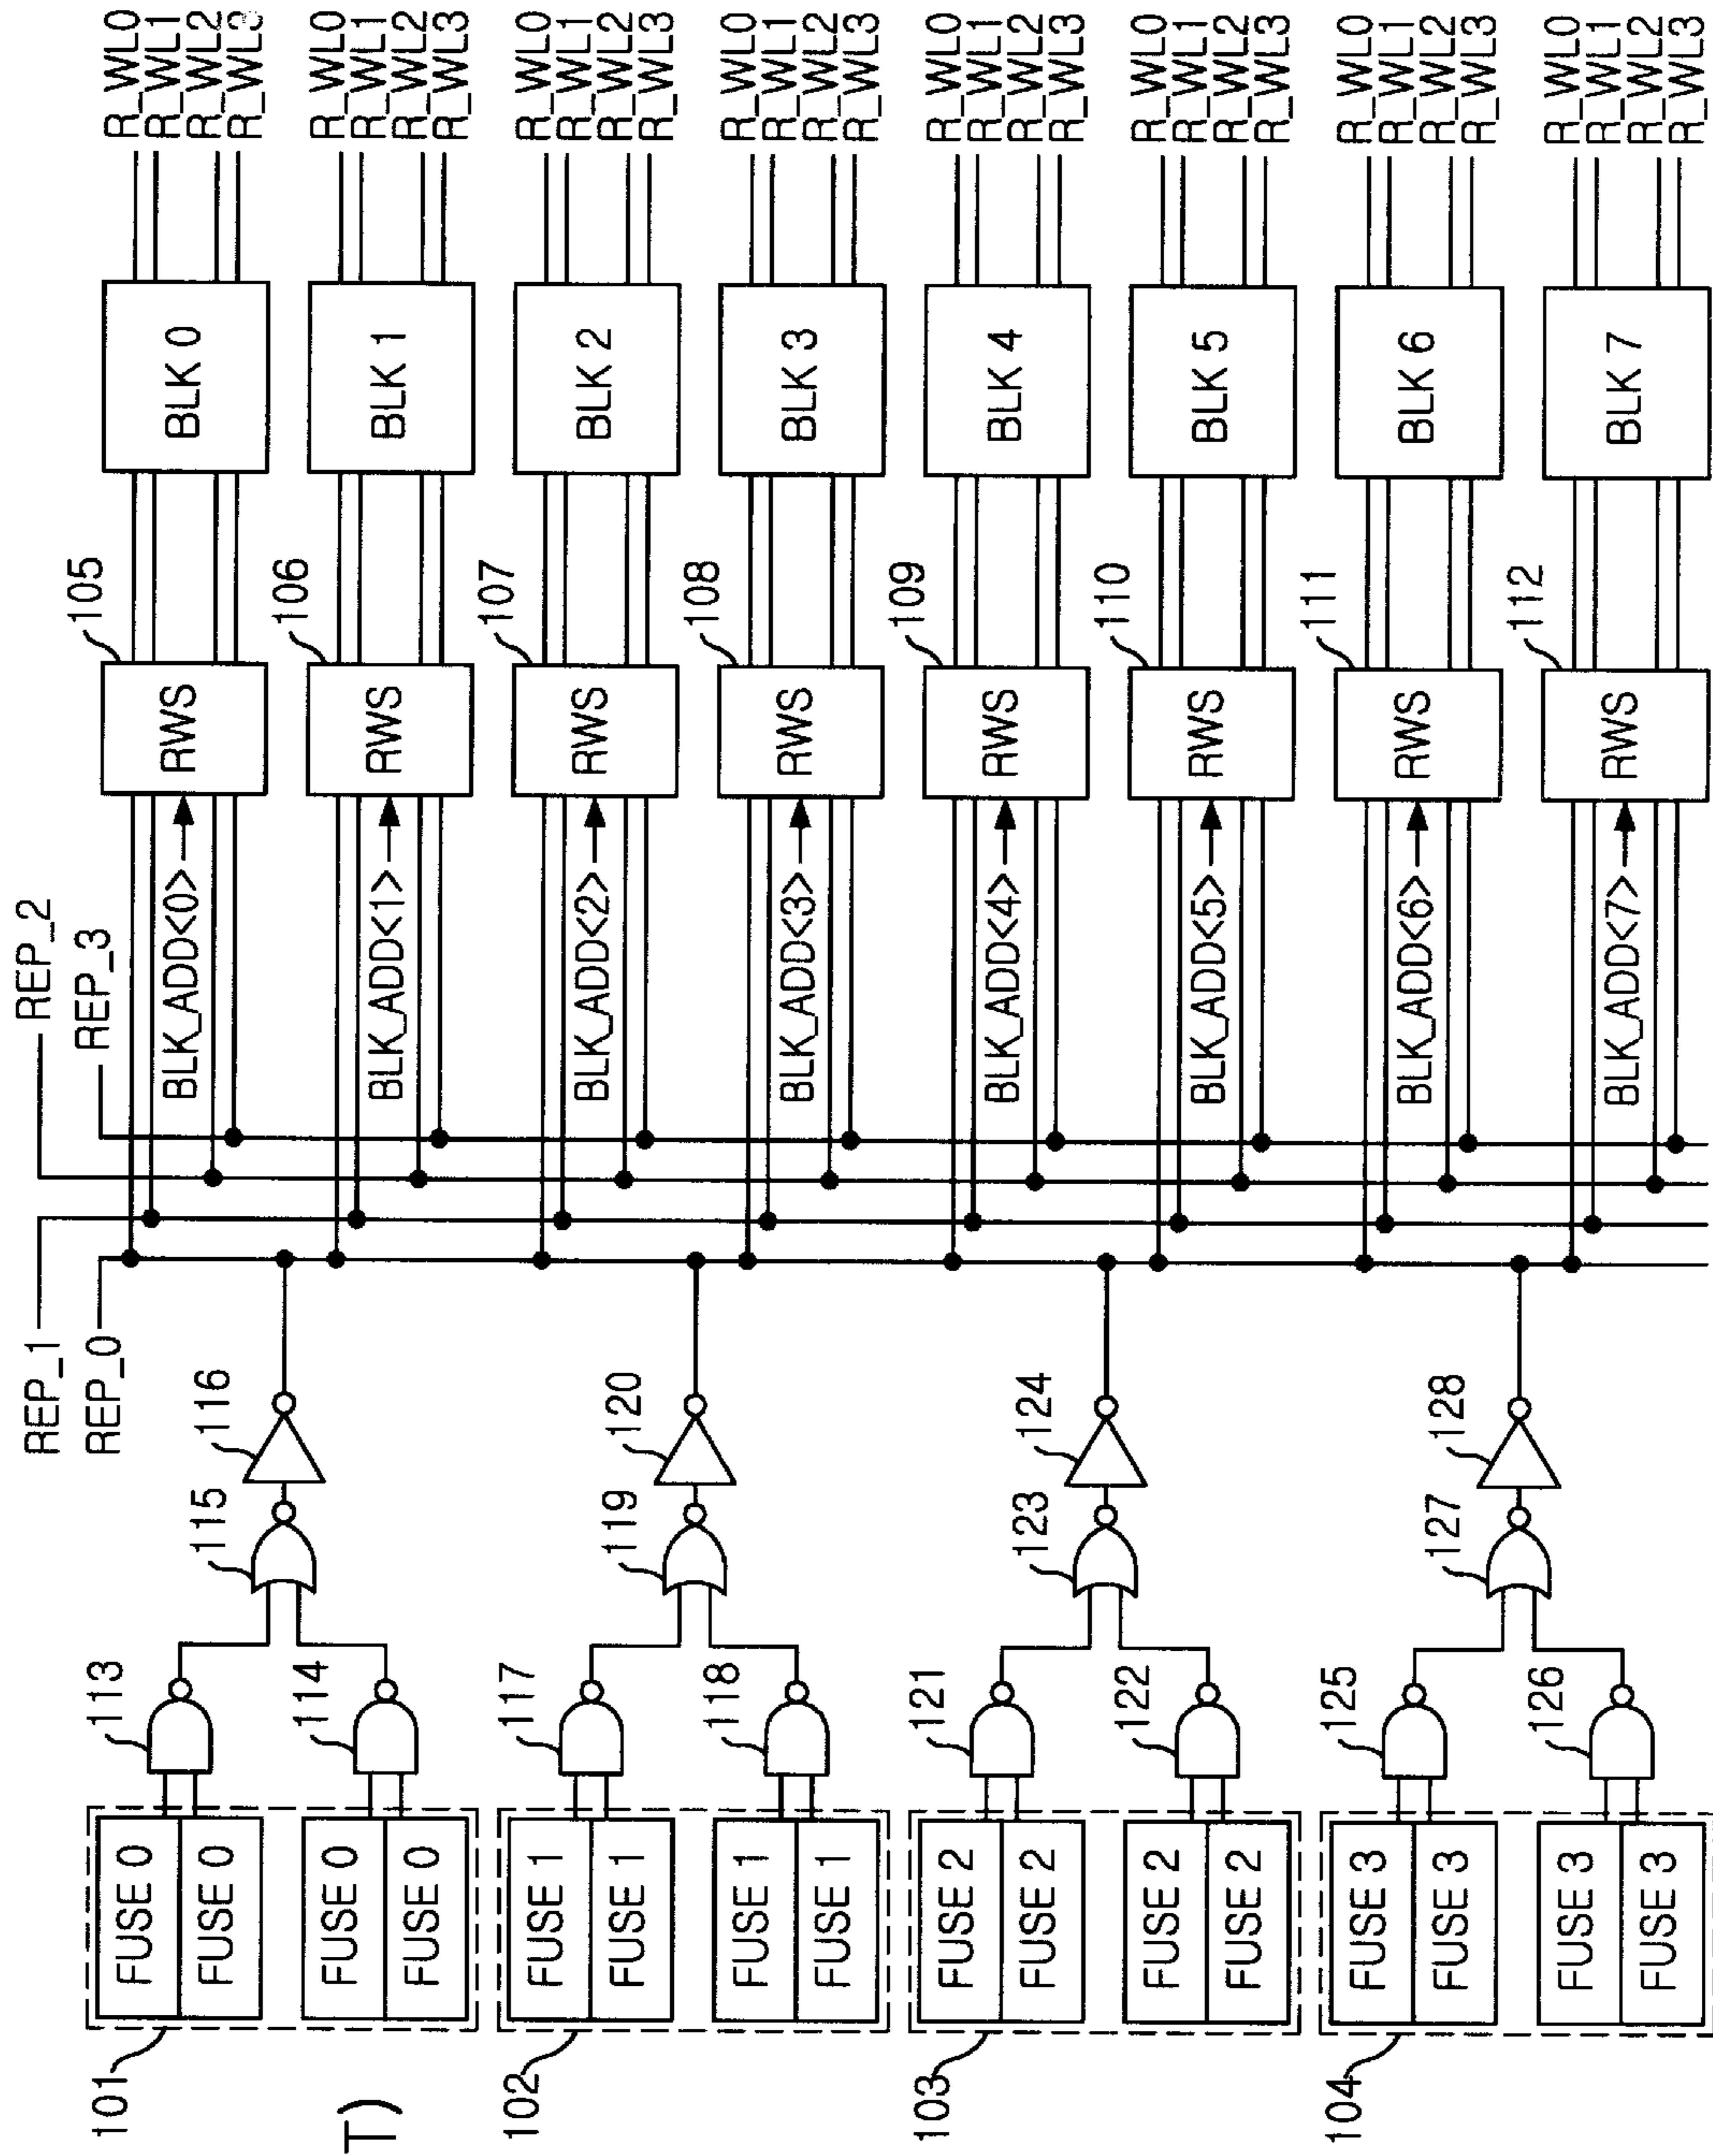 REP_1
REP_0
REP_2
REP_3
101
FUSE 0
FUSE 0
113
FUSE 0
FUSE 0
114
115
116
BLK_ADD<0>
RWS
105
BLK 0
R_WL0
R_WL1
R_WL2
R_WL3
BLK_ADD<1>
RWS
106
BLK 1
R_WL0
R_WL1
R_WL2
R_WL3
T)
102
FUSE 1
FUSE 1
117
FUSE 1
FUSE 1
118
119
120
BLK_ADD<2>
RWS
107
BLK 2
R_WL0
R_WL1
R_WL2
R_WL3
BLK_ADD<3>
RWS
108
BLK 3
R_WL0
R_WL1
R_WL2
R_WL3
103
FUSE 2
FUSE 2
121
FUSE 2
FUSE 2
122
123
124
BLK_ADD<4>
RWS
109
BLK 4
R_WL0
R_WL1
R_WL2
R_WL3
BLK_ADD<5>
RWS
110
BLK 5
R_WL0
R_WL1
R_WL2
R_WL3
104
FUSE 3
FUSE 3
125
FUSE 3
FUSE 3
126
127
128
BLK_ADD<6>
RWS
111
BLK 6
R_WL0
R_WL1
R_WL2
R_WL3
BLK_ADD<7>
RWS
112
BLK 7
R_WL0
R_WL1
R_WL2
R_WL3